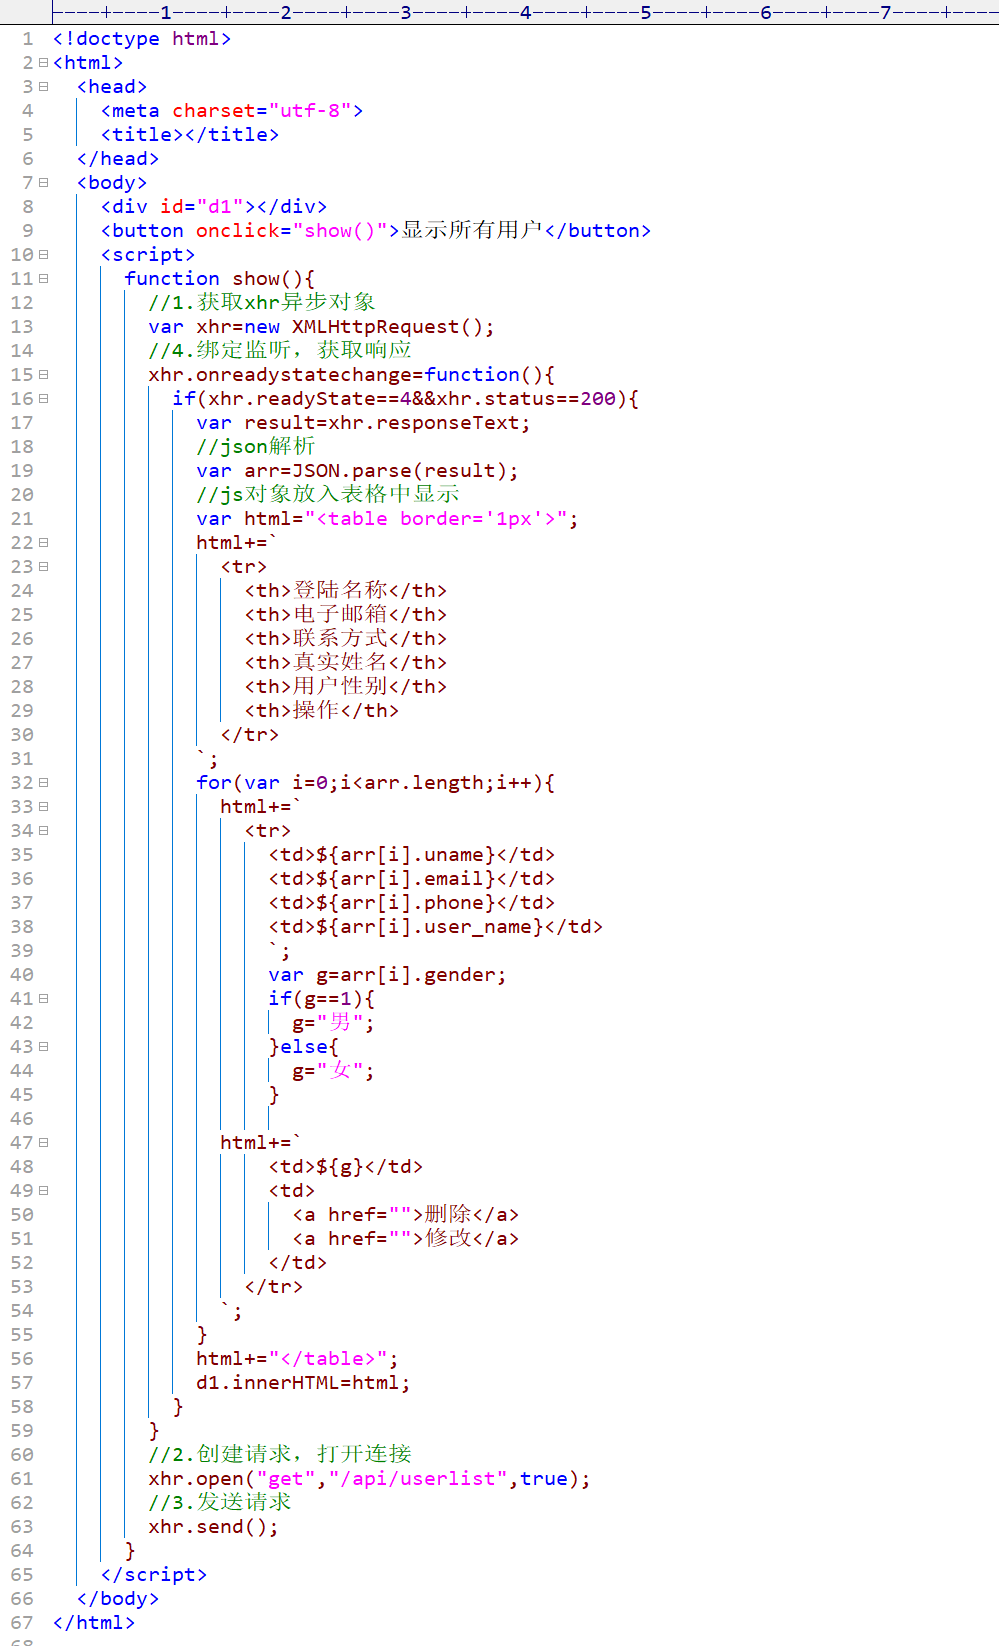 ----+----1----+----2----+----3----+----4----+----5----+----6----+----7----+----
1 <!doctype html>
2 <html>
3   <head>
4     <meta charset="utf-8">
5     <title></title>
6   </head>
7   <body>
8     <div id="d1"></div>
9     <button onclick="show()">显示所有用户</button>
10     <script>
11       function show(){
12         //1.获取xhr异步对象
13         var xhr=new XMLHttpRequest();
14         //4.绑定监听，获取响应
15         xhr.onreadystatechange=function(){
16           if(xhr.readyState==4&&xhr.status==200){
17             var result=xhr.responseText;
18             //json解析
19             var arr=JSON.parse(result);
20             //js对象放入表格中显示
21             var html="<table border='1px'>";
22             html+=`
23               <tr>
24                 <th>登陆名称</th>
25                 <th>电子邮箱</th>
26                 <th>联系方式</th>
27                 <th>真实姓名</th>
28                 <th>用户性别</th>
29                 <th>操作</th>
30               </tr>
31             `;
32             for(var i=0;i<arr.length;i++){
33               html+=`
34                 <tr>
35                   <td>${arr[i].uname}</td>
36                   <td>${arr[i].email}</td>
37                   <td>${arr[i].phone}</td>
38                   <td>${arr[i].user_name}</td>
39                   `;
40                   var g=arr[i].gender;
41                   if(g==1){
42                     g="男";
43                   }else{
44                     g="女";
45                   }
46
47               html+=`
48                   <td>${g}</td>
49                   <td>
50                     <a href="">删除</a>
51                     <a href="">修改</a>
52                   </td>
53                 </tr>
54               `;
55             }
56             html+="</table>";
57             d1.innerHTML=html;
58           }
59         }
60         //2.创建请求，打开连接
61         xhr.open("get","/api/userlist",true);
62         //3.发送请求
63         xhr.send();
64       }
65     </script>
66   </body>
67 </html>